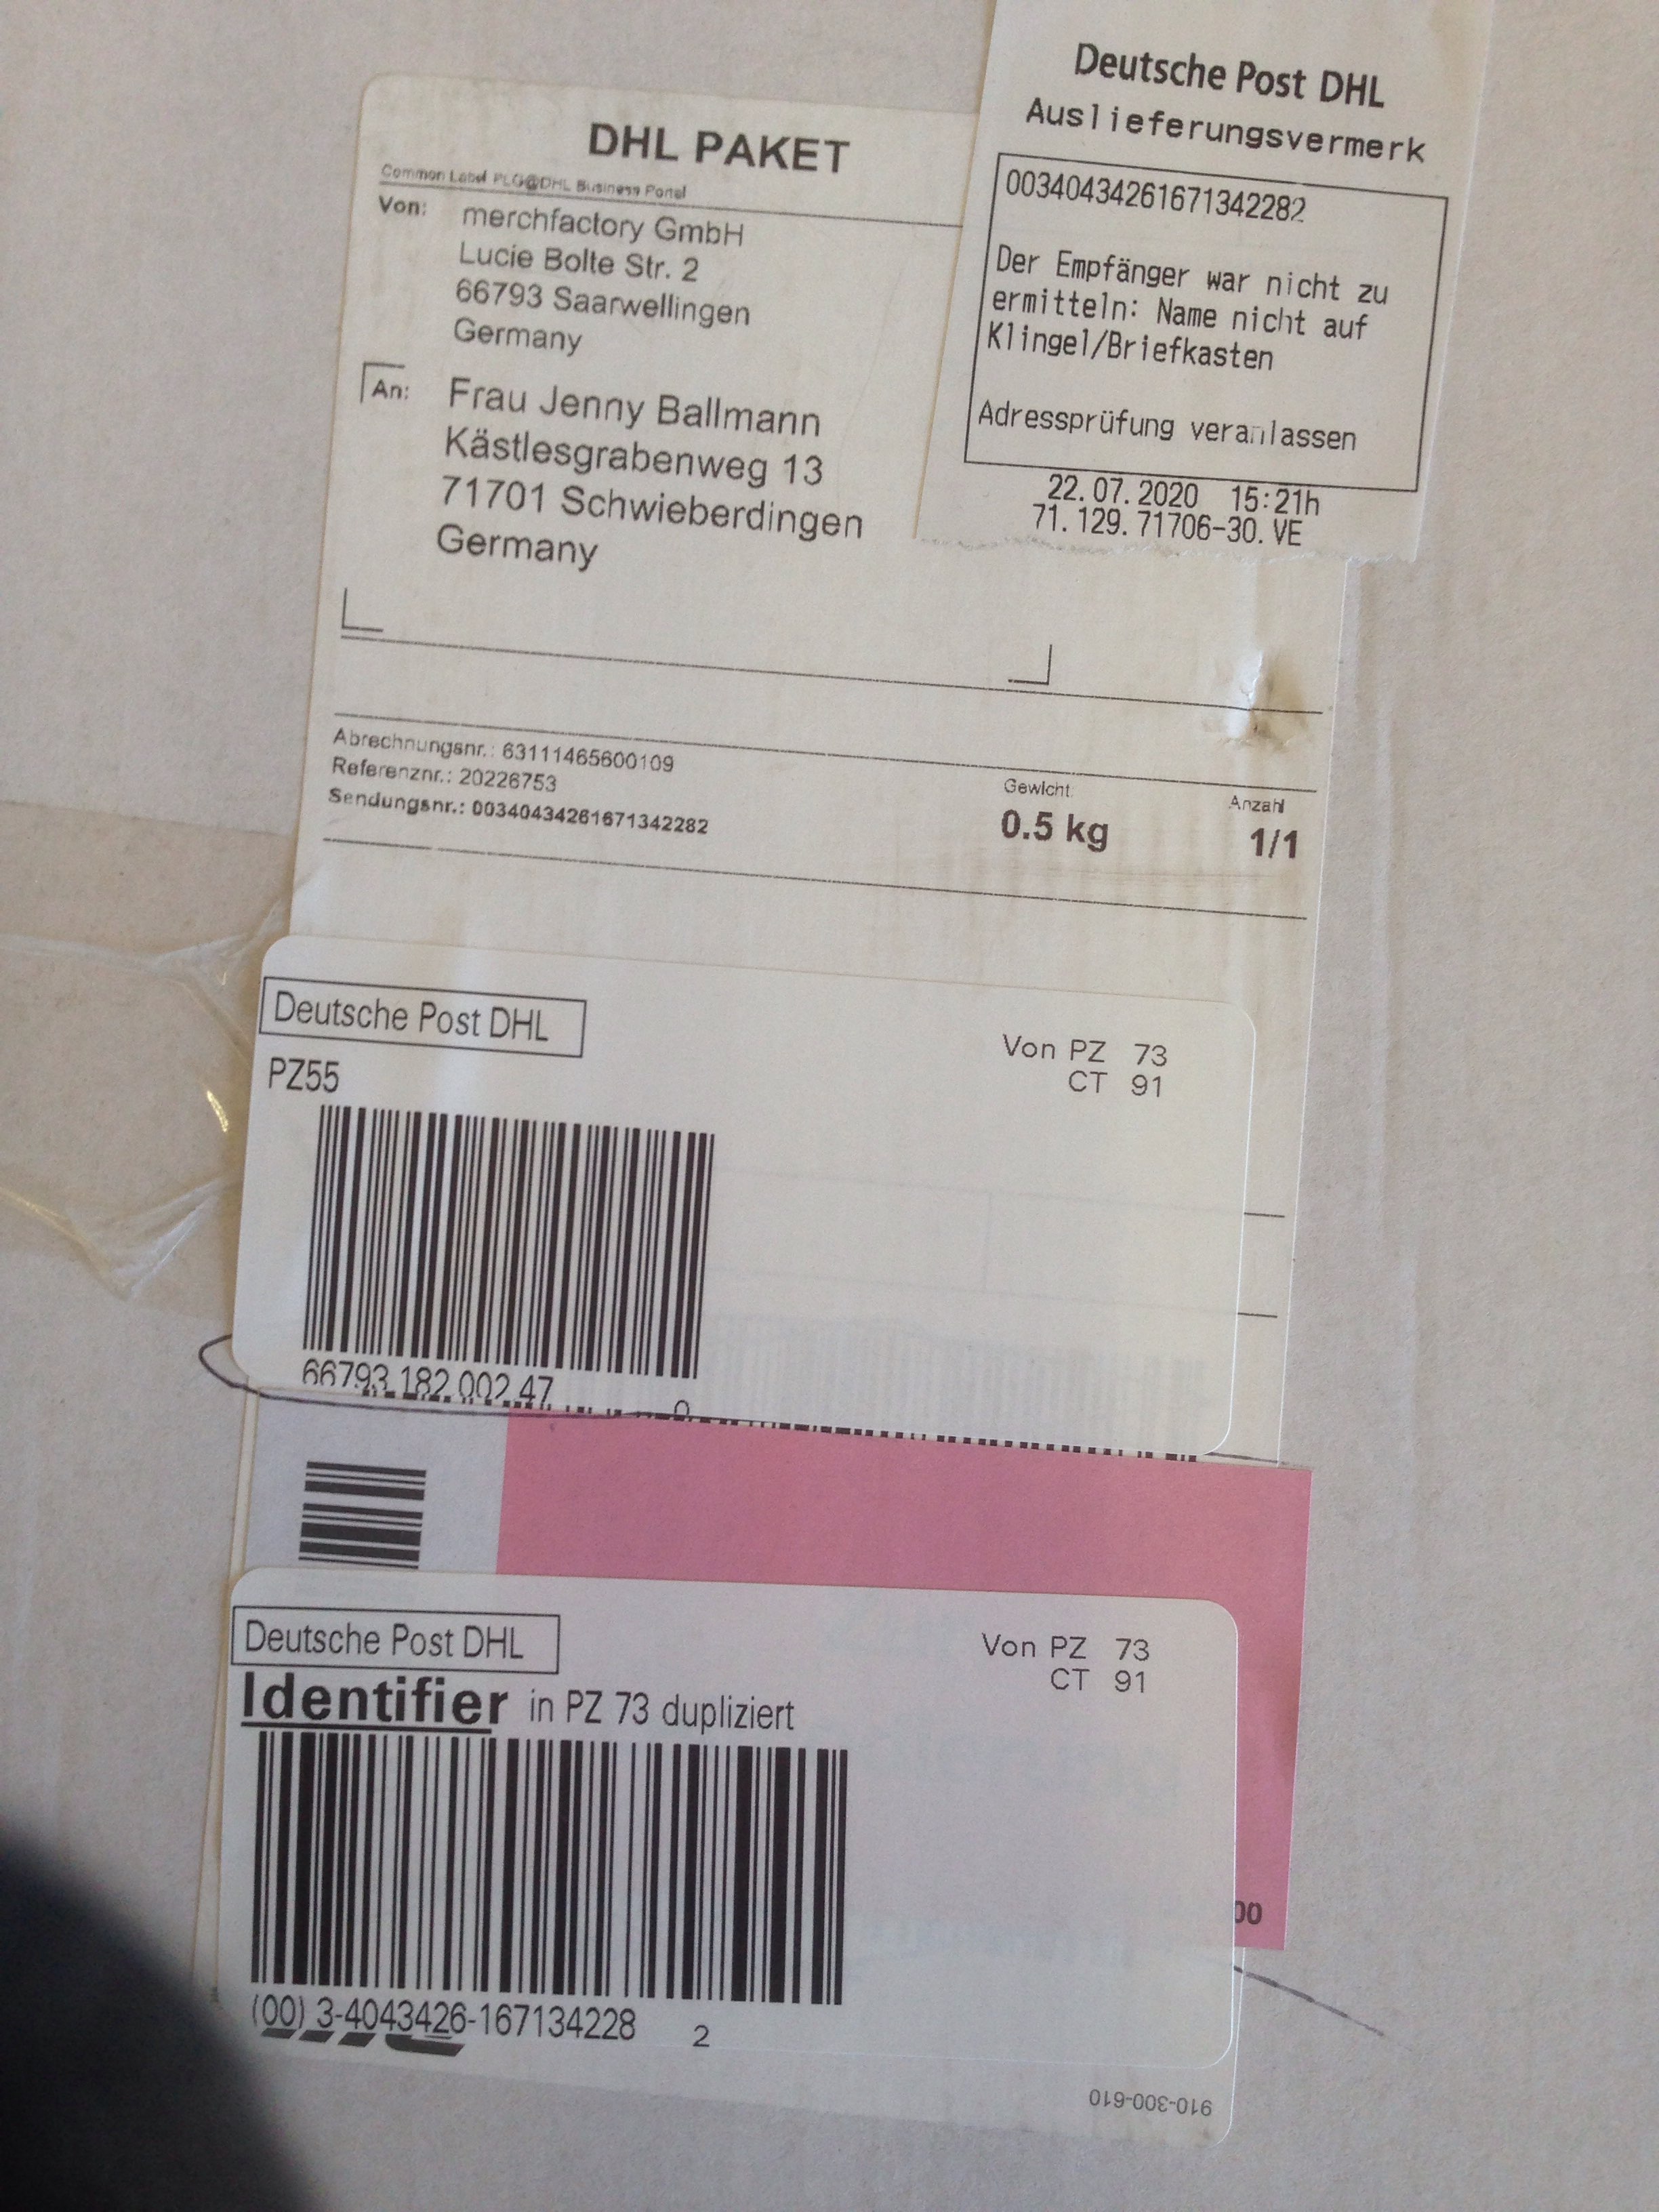 DHL PAKET
Common Label PLG@DHL Business Portal
Von: merchfactory GmbH
Lucie Bolte Str. 2
66793 Saarwellingen
Germany
An: Frau Jenny Ballmann
Kästlesgrabenweg 13
71701 Schwieberdingen
Germany
Deutsche Post DHL
Auslieferungsvermerk
00340434261671342282
Der Empfänger war nicht zu
ermitteln: Name nicht auf
Klingel/Briefkasten
Adressprüfung veranlassen
22.07.2020 15:21h
71.129.71706-30.VE
Abrechnungsnr.: 63111465600109
Referenznr.: 20226753
Sendungsnr.: 00340434261671342282
Gewicht:
0.5 kg
Anzahl
1/1
Deutsche Post DHL
PZ55
Von PZ 73
CT 91
66793.182.002.47 0
Deutsche Post DHL
Identifier in PZ 73 dupliziert
Von PZ 73
CT 91
00
(00) 3-4043426-167134228 2
910-300-610